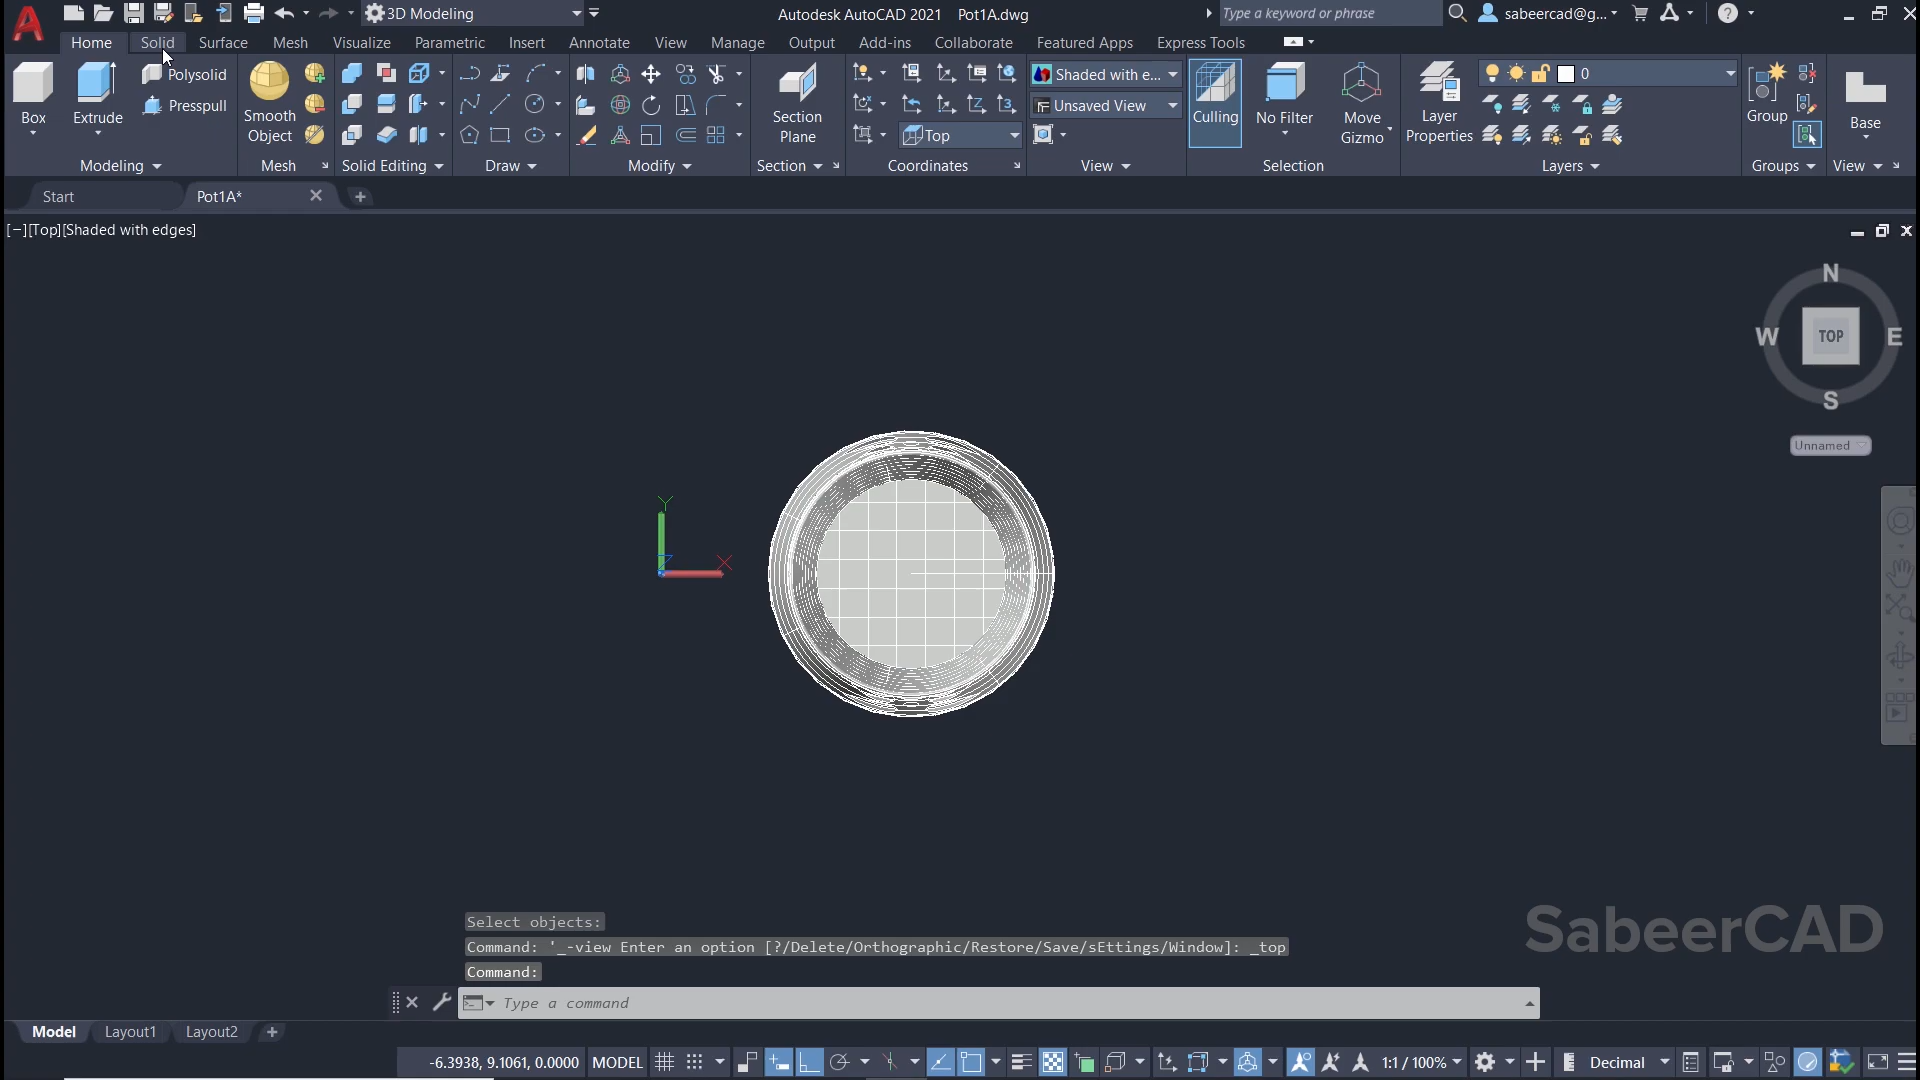 3D Modeling
Autodesk AutoCAD 2021 Pot1A.dwg
Type a keyword or phrase
sabeercad@g...
Home Solid Surface Mesh Visualize Parametric Insert Annotate View Manage Output Add-ins Collaborate Featured Apps Express Tools
Box
Extrude
Polysolid
Presspull
Smooth
Object
Section
Plane
Top
Shaded with e...
Unsaved View
Culling
No Filter
Move
Gizmo
Layer
Properties
0
Group
Base
Modeling Mesh Solid Editing Draw Modify Section Coordinates View Selection Layers Groups View
Start Pot1A*
[−][Top][Shaded with edges]
N
W TOP E
S
Unnamed
Y
X
Select objects:
Command: '_-view Enter an option [?/Delete/Orthographic/Restore/Save/sEttings/Window]: _top
Command:
Type a command
SabeerCAD
Model Layout1 Layout2
-6.3938, 9.1061, 0.0000 MODEL 1:1 / 100% Decimal